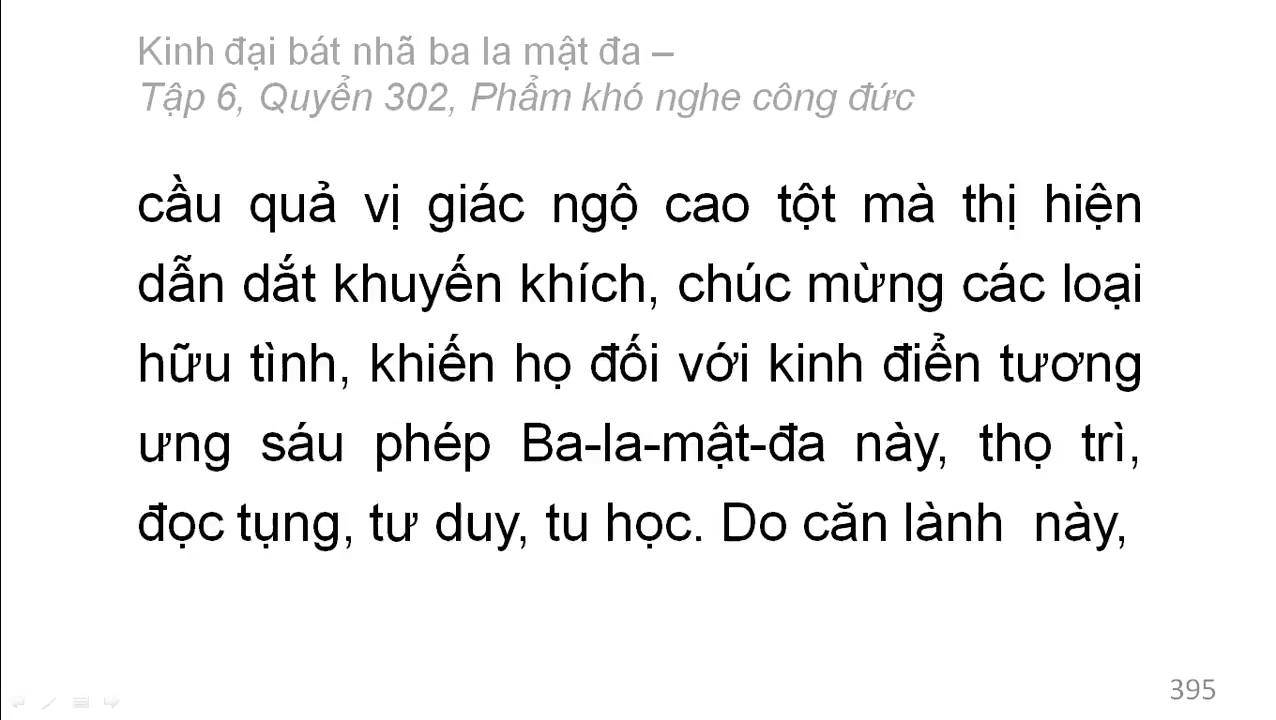 Kinh đại bát nhã ba la mật đa –
Tập 6, Quyển 302, Phẩm khó nghe công đức
cầu quả vị giác ngộ cao tột mà thị hiện
dẫn dắt khuyến khích, chúc mừng các loại
hữu tình, khiến họ đối với kinh điển tương
ưng sáu phép Ba-la-mật-đa này, thọ trì,
đọc tụng, tư duy, tu học. Do căn lành này,
395